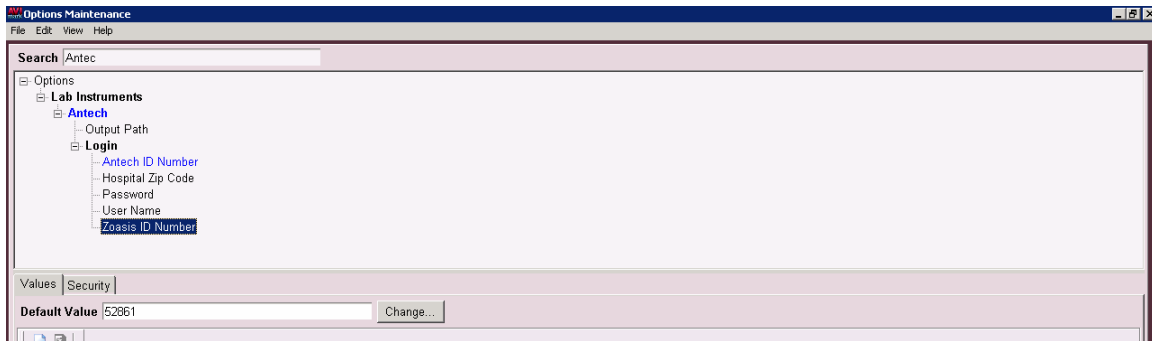 Options Maintenance
File Edit View Help
Search Antec
Options
Lab Instruments
Antech
Output Path
Login
Antech ID Number
Hospital Zip Code
Password
User Name
Zoasis ID Number
Values Security
Default Value 52861 Change...